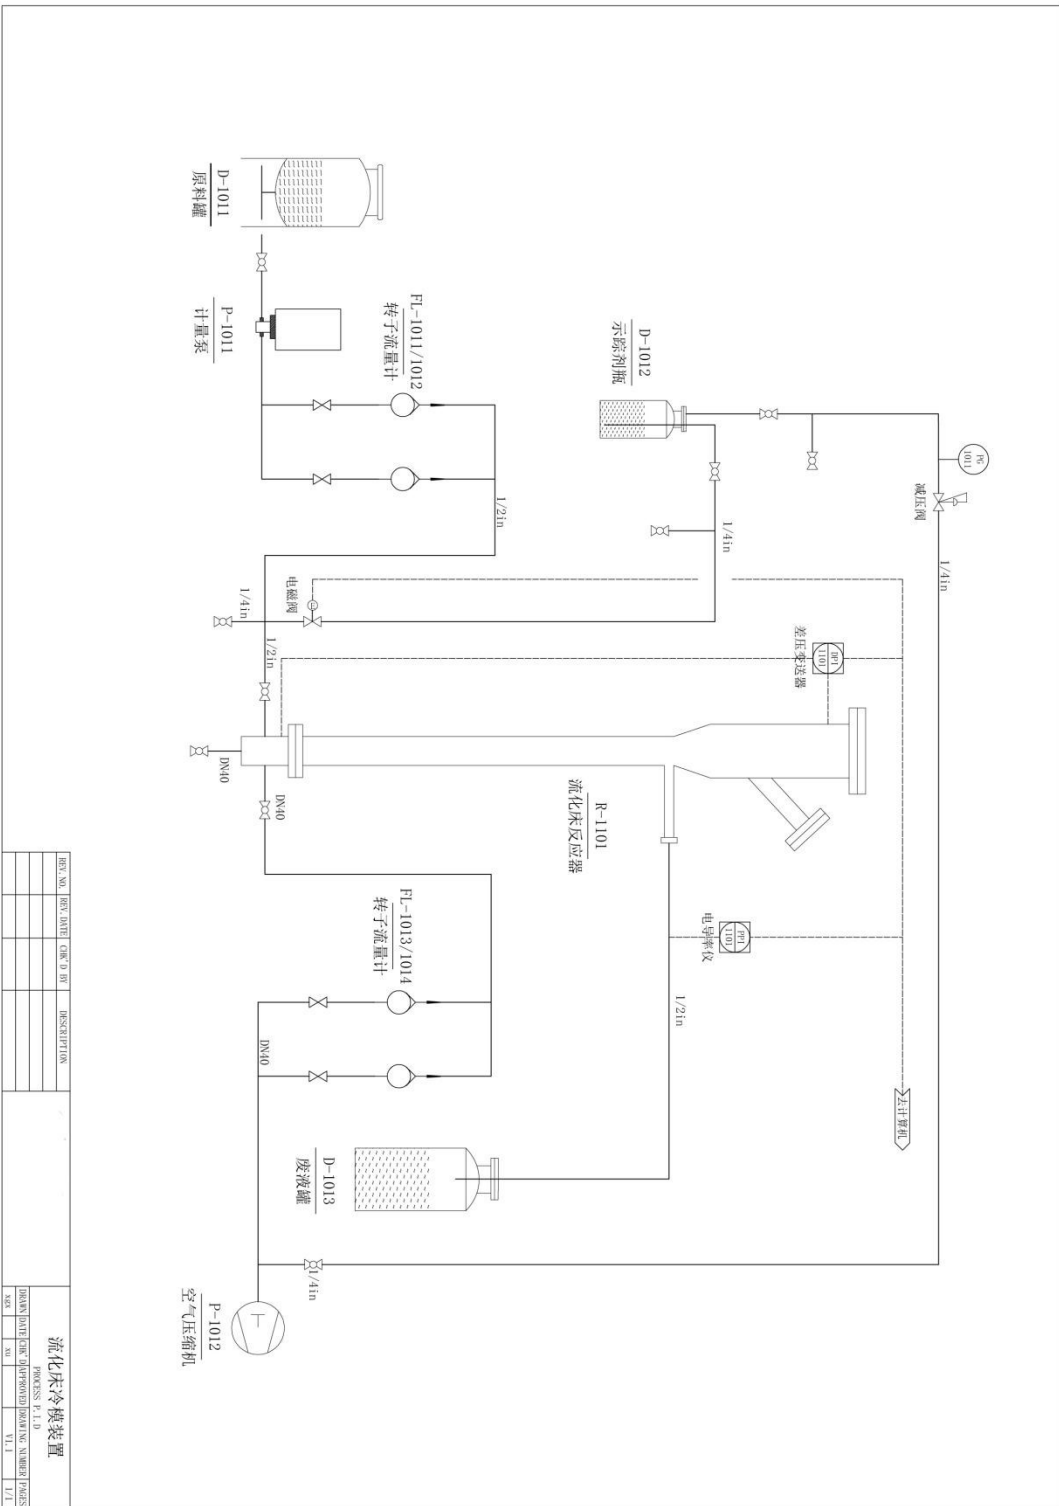 D-1011
原料罐
P-1011
计量泵
FL-1011/1012
转子流量计
1/2in
D-1012
示踪剂瓶
PG
1011
减压阀
1/4in
1/4in
电磁阀
1/4in
1/2in
DPI
1101
差压变送器
DN40
DN40
R-1101
流化床反应器
FL-1013/1014
转子流量计
PPI
1101
电导率仪
1/2in
DN40
去计算机
D-1013
废液罐
1/4in
P-1012
空气压缩机
REV.NO. REV.DATE CHK'D BY DESCRIPTION
流化床冷模装置
PROCESS P.I.D
DRAWN DATE CHK'D APPROVED DRAWING NUMBER PAGES
xgx xu V1.1 1/1